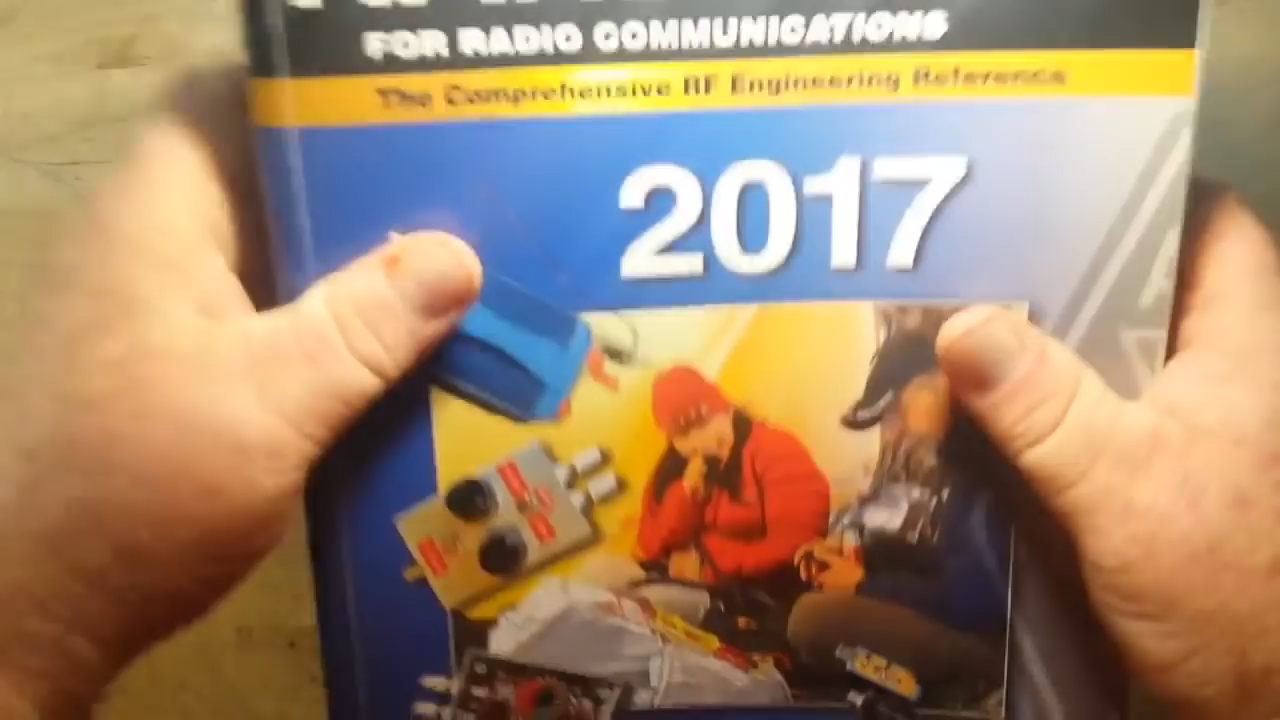 FOR RADIO COMMUNICATIONS
The Comprehensive RF Engineering Reference
2017